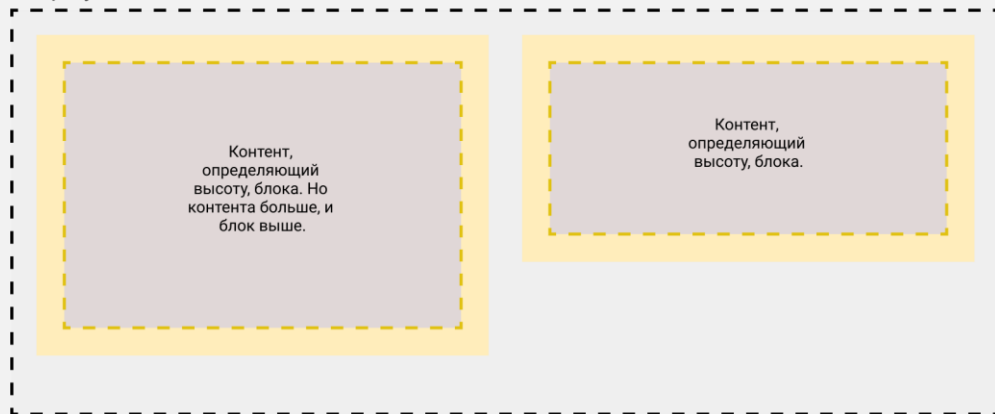 Контент,
определяющий
высоту, блока. Но
контента больше, и
блок выше.
Контент,
определяющий
высоту, блока.